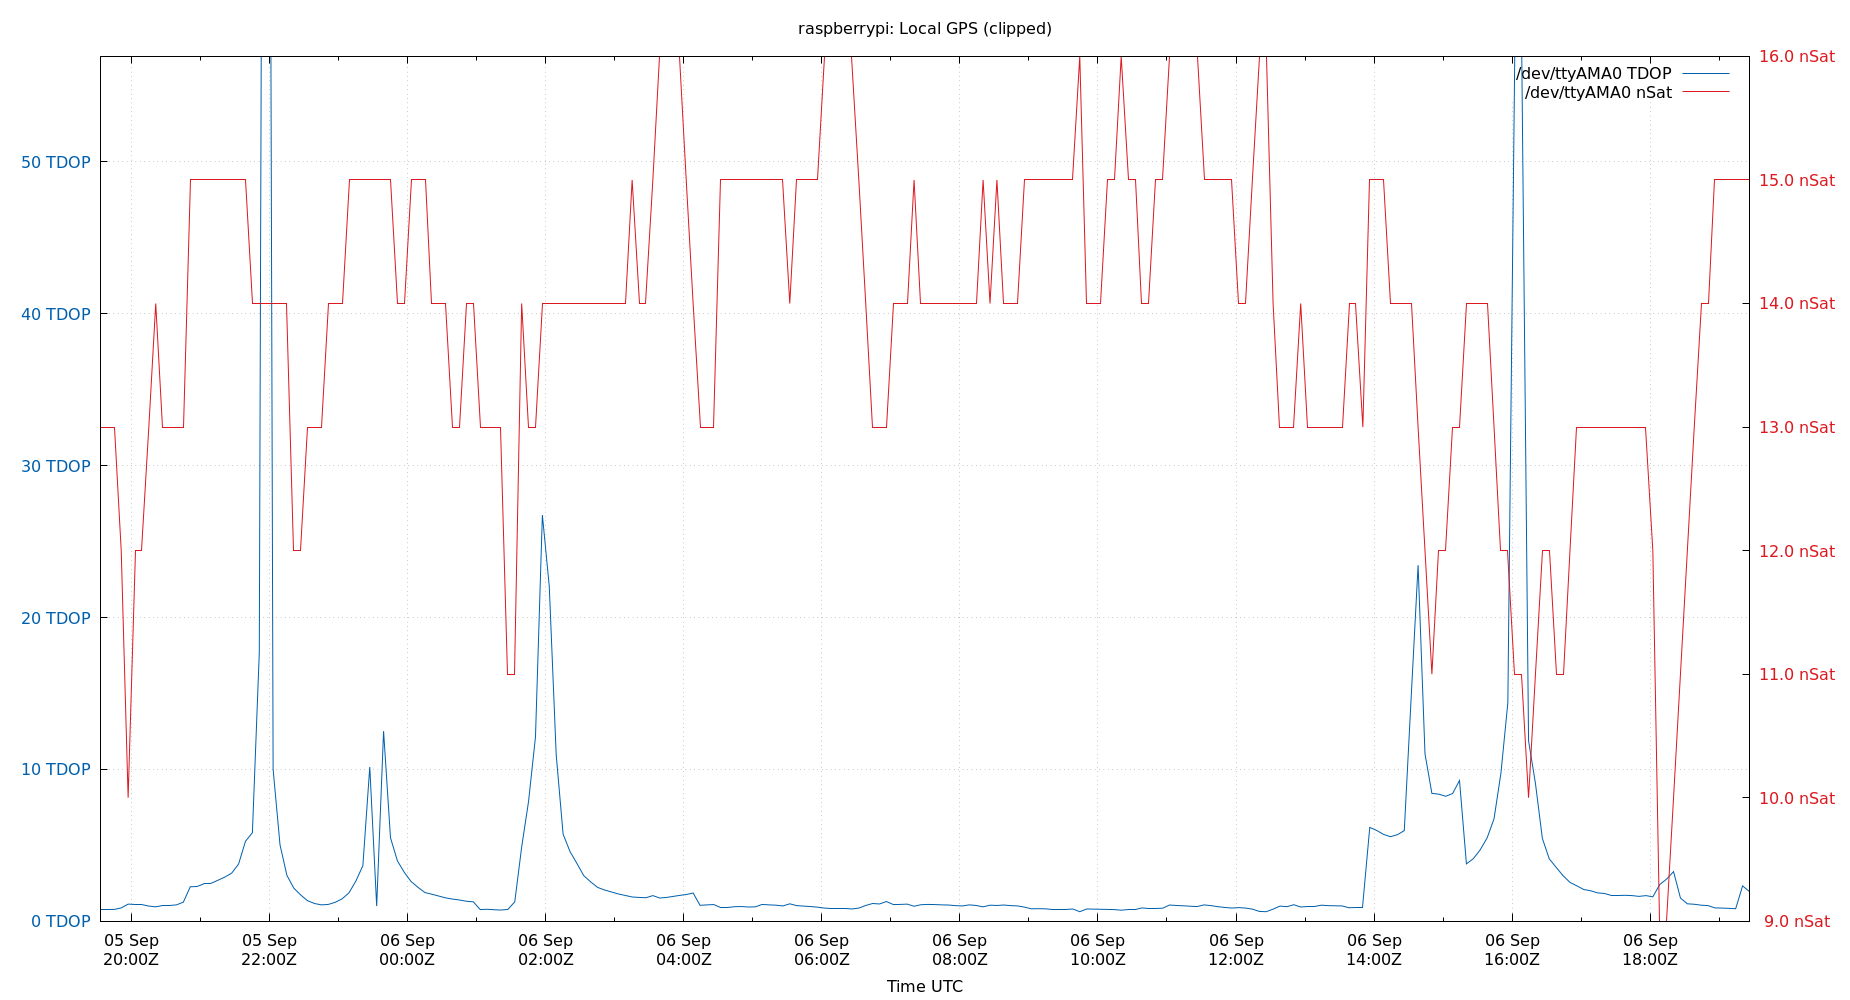 raspberrypi: Local GPS (clipped)
16.0 nSat
/dev/ttyAMA0 TDOP
/dev/ttyAMA0 nSat
50 TDOP
15.0 nSat
40 TDOP
14.0 nSat
13.0 nSat
30 TDOP
12.0 nSat
20 TDOP
11.0 nSat
10 TDOP
10.0 nSat
0 TDOP
9.0 nSat
05 Sep
20:00Z
05 Sep
22:00Z
06 Sep
00:00Z
06 Sep
02:00Z
06 Sep
04:00Z
06 Sep
06:00Z
06 Sep
08:00Z
06 Sep
10:00Z
06 Sep
12:00Z
06 Sep
14:00Z
06 Sep
16:00Z
06 Sep
18:00Z
Time UTC